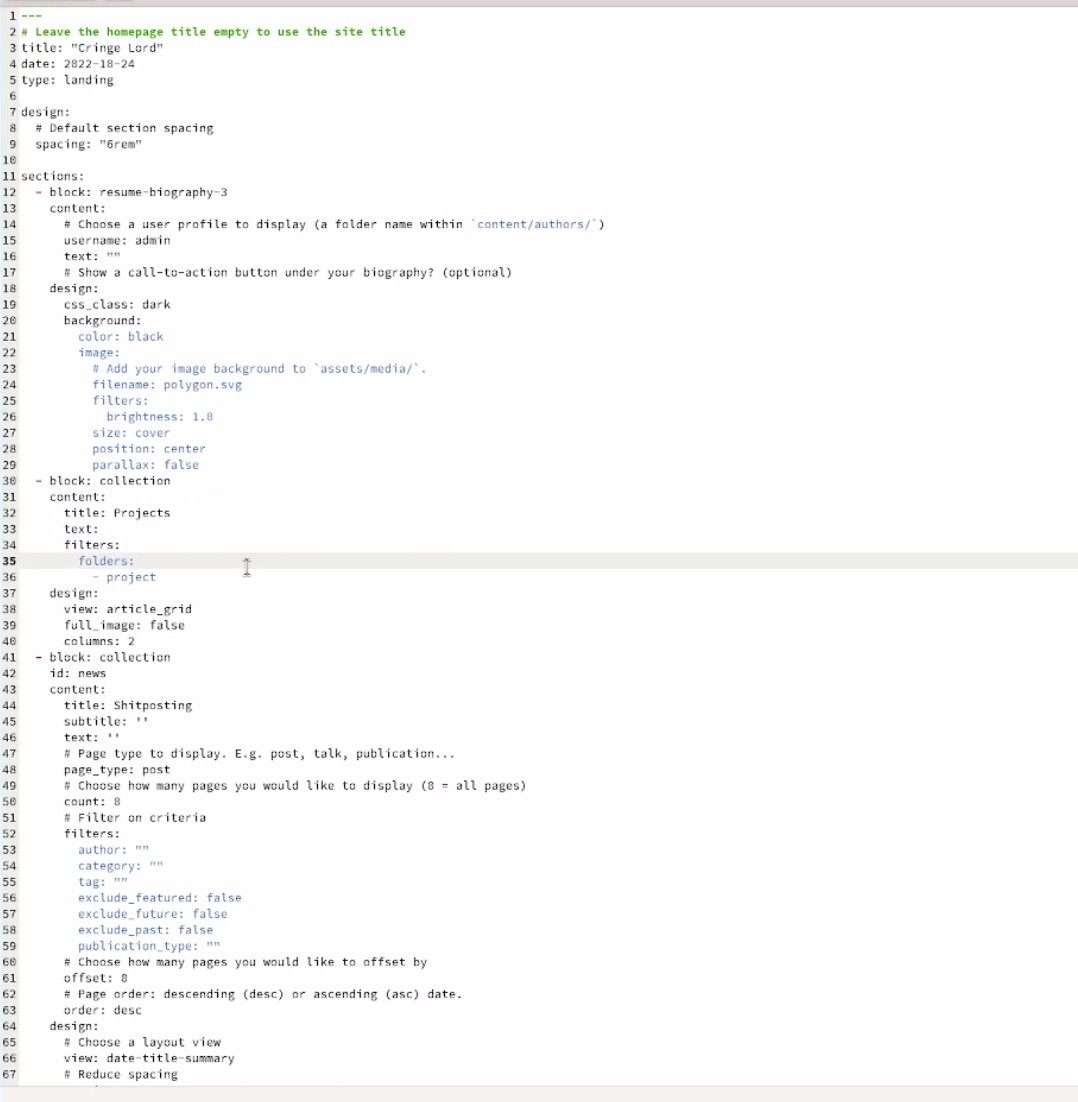 1 ---
2 # Leave the homepage title empty to use the site title
3 title: "Cringe Lord"
4 date: 2022-10-24
5 type: landing
6
7 design:
8   # Default section spacing
9   spacing: "6rem"
10
11 sections:
12   - block: resume-biography-3
13     content:
14       # Choose a user profile to display (a folder name within `content/authors/`)
15       username: admin
16       text: ""
17       # Show a call-to-action button under your biography? (optional)
18     design:
19       css_class: dark
20       background:
21         color: black
22         image:
23           # Add your image background to `assets/media/`.
24           filename: polygon.svg
25           filters:
26             brightness: 1.0
27           size: cover
28           position: center
29           parallax: false
30   - block: collection
31     content:
32       title: Projects
33       text:
34       filters:
35         folders:
36           - project
37     design:
38       view: article_grid
39       full_image: false
40       columns: 2
41   - block: collection
42     id: news
43     content:
44       title: Shitposting
45       subtitle: ''
46       text: ''
47       # Page type to display. E.g. post, talk, publication...
48       page_type: post
49       # Choose how many pages you would like to display (0 = all pages)
50       count: 0
51       # Filter on criteria
52       filters:
53         author: ""
54         category: ""
55         tag: ""
56         exclude_featured: false
57         exclude_future: false
58         exclude_past: false
59         publication_type: ""
60       # Choose how many pages you would like to offset by
61       offset: 0
62       # Page order: descending (desc) or ascending (asc) date.
63       order: desc
64     design:
65       # Choose a layout view
66       view: date-title-summary
67       # Reduce spacing